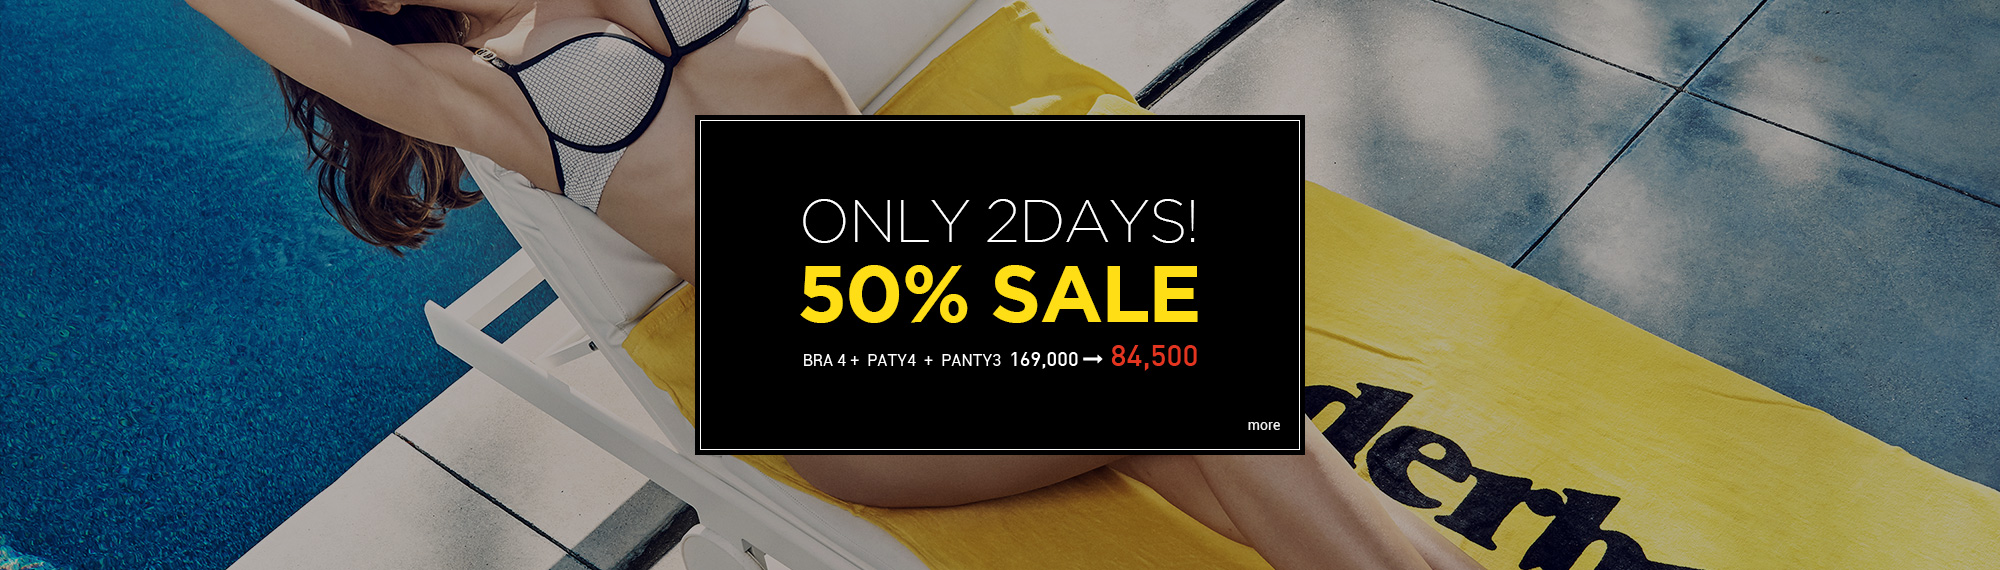 ONLY 2DAYS!
50% SALE
BRA 4 + PATY4 + PANTY3 169,000 → 84,500
more